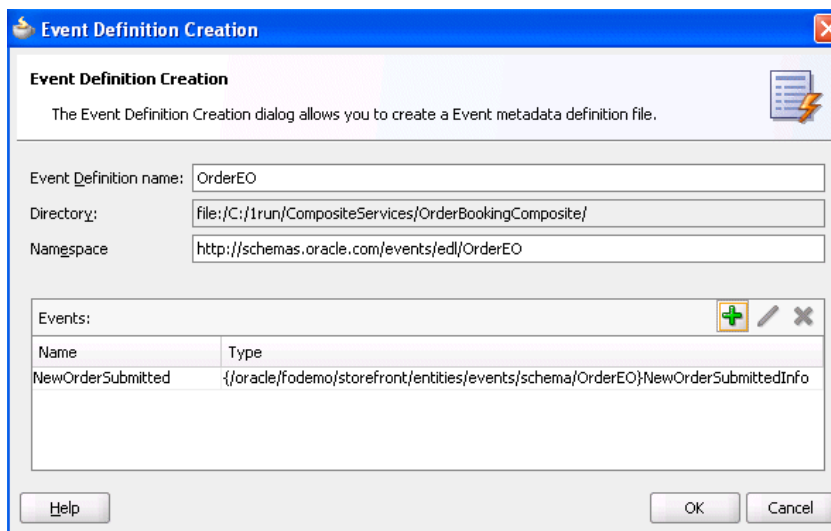 Event Definition Creation
Event Definition Creation
The Event Definition Creation dialog allows you to create a Event metadata definition file.
Event Definition name: OrderEO
Directory: file:/C:/1run/CompositeServices/OrderBookingComposite/
Namespace http://schemas.oracle.com/events/edl/OrderEO
Events:
Name Type
NewOrderSubmitted {/oracle/fodemo/storefront/entities/events/schema/OrderEO}NewOrderSubmittedInfo
Help OK Cancel